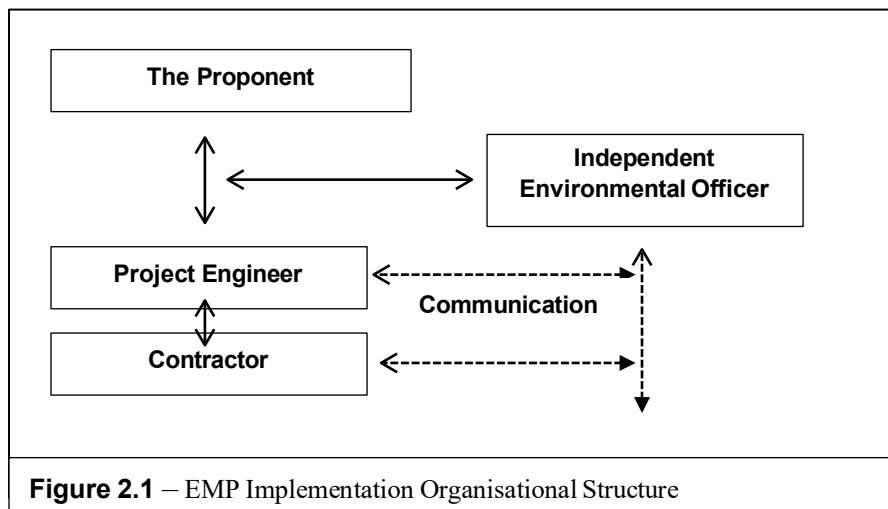 The Proponent
Independent
Environmental Officer
Project Engineer
Communication
Contractor
Figure 2.1 – EMP Implementation Organisational Structure